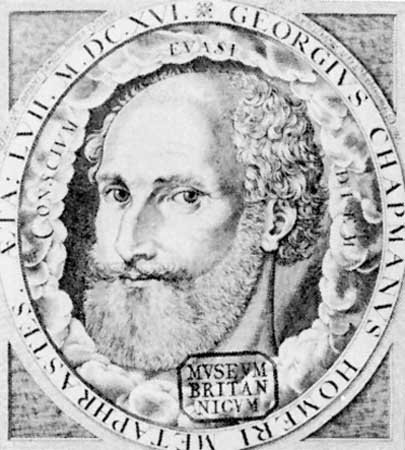 GEORGIVS CHAPMANVS HOMERI METAPHRASTES. ÆTA: LVII. M.DC.XVI.
CONSCIVM EVASI DIEM
MVSEVM
BRITAN
NICVM